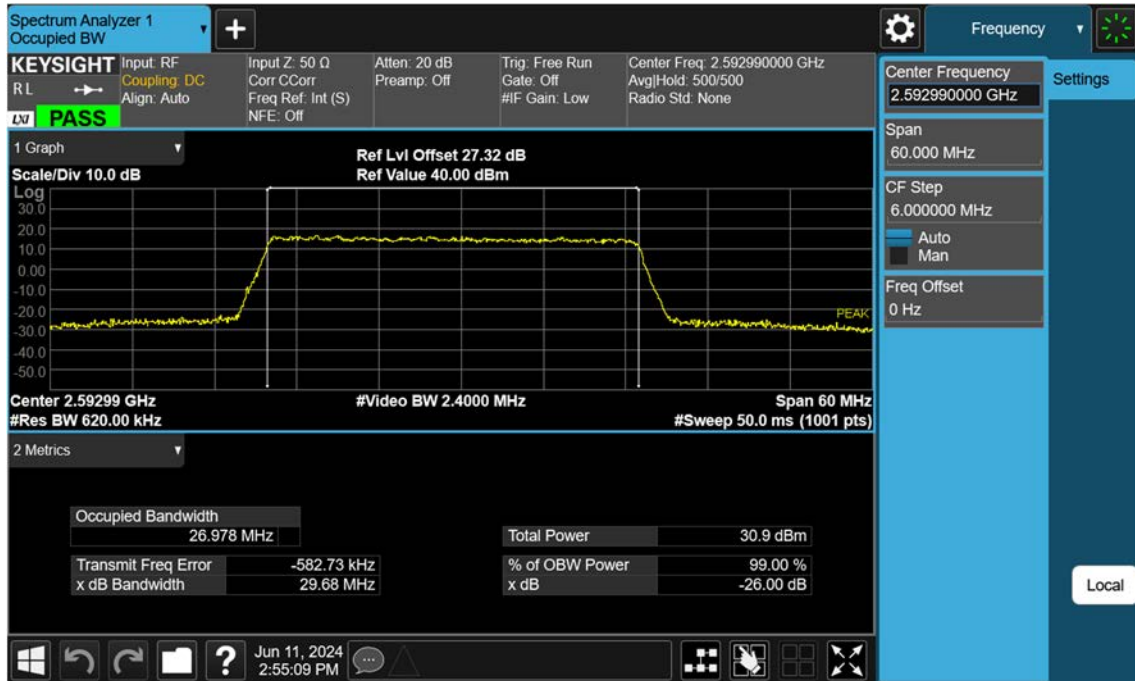 Spectrum Analyzer 1
Occupied BW
+
Frequency
KEYSIGHT
R L
LXI PASS
Input: RF
Coupling: DC
Align: Auto
Input Z: 50 Ω
Corr CCorr
Freq Ref: Int (S)
NFE: Off
Atten: 20 dB
Preamp: Off
Trig: Free Run
Gate: Off
#IF Gain: Low
Center Freq: 2.592990000 GHz
Avg|Hold: 500/500
Radio Std: None
1 Graph
Scale/Div 10.0 dB
Ref Lvl Offset 27.32 dB
Ref Value 40.00 dBm
Log
30.0
20.0
10.0
0.00
-10.0
-20.0
-30.0
-40.0
-50.0
PEAK
Center 2.59299 GHz
#Video BW 2.4000 MHz
Span 60 MHz
#Res BW 620.00 kHz
#Sweep 50.0 ms (1001 pts)
2 Metrics
Occupied Bandwidth
26.978 MHz
Total Power 30.9 dBm
Transmit Freq Error -582.73 kHz
% of OBW Power 99.00 %
x dB Bandwidth 29.68 MHz
x dB -26.00 dB
Center Frequency
2.592990000 GHz
Settings
Span
60.000 MHz
CF Step
6.000000 MHz
Auto
Man
Freq Offset
0 Hz
Local
?
Jun 11, 2024
2:55:09 PM